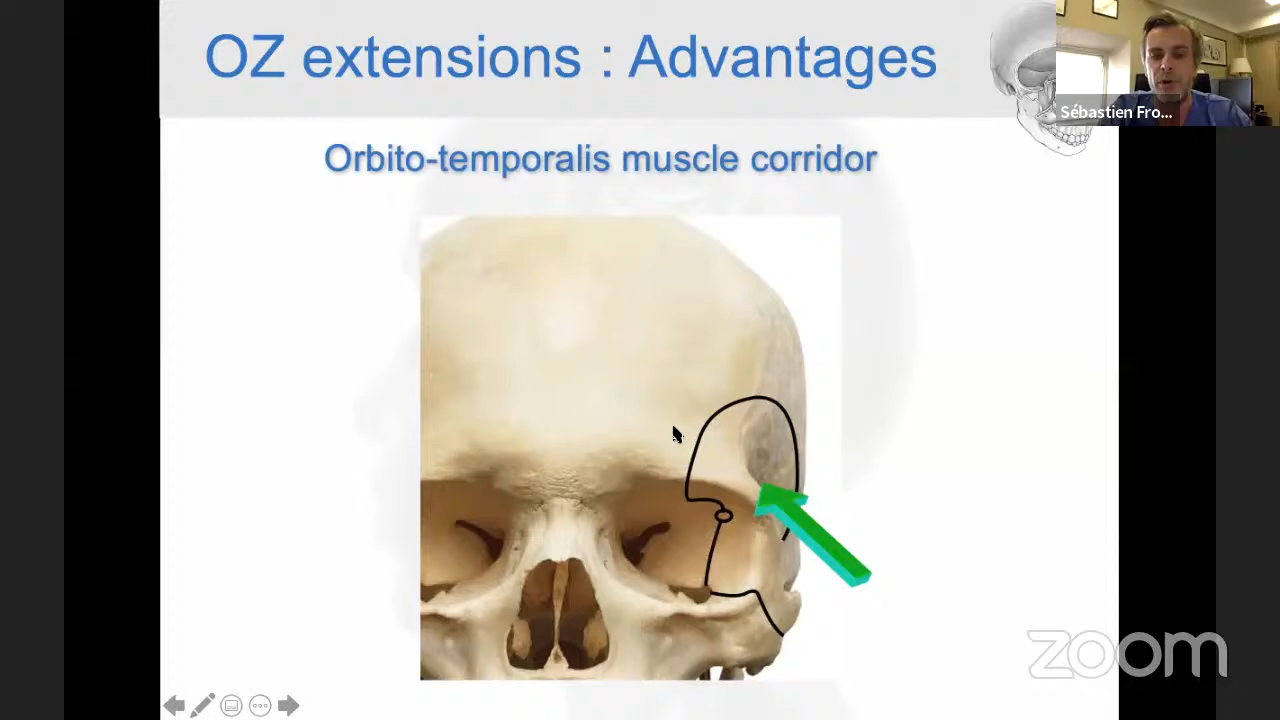 OZ extensions : Advantages
Sébastien Fro...
Orbito-temporalis muscle corridor
zoom